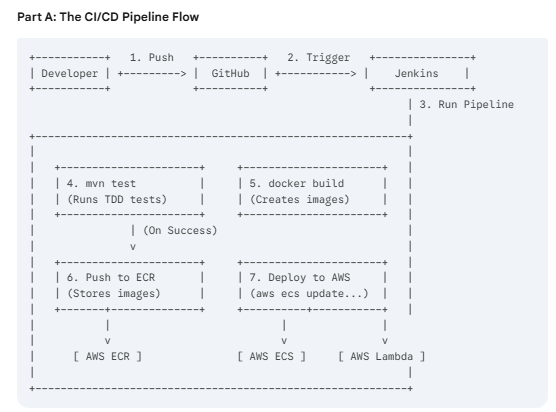 Part A: The CI/CD Pipeline Flow
1. Push 2. Trigger
Developer GitHub Jenkins
3. Run Pipeline
4. mvn test 5. docker build
(Runs TDD tests) (Creates images)
(On Success)
v
6. Push to ECR 7. Deploy to AWS
(Stores images) (aws ecs update...)
v v v
[ AWS ECR ] [ AWS ECS ] [ AWS Lambda ]